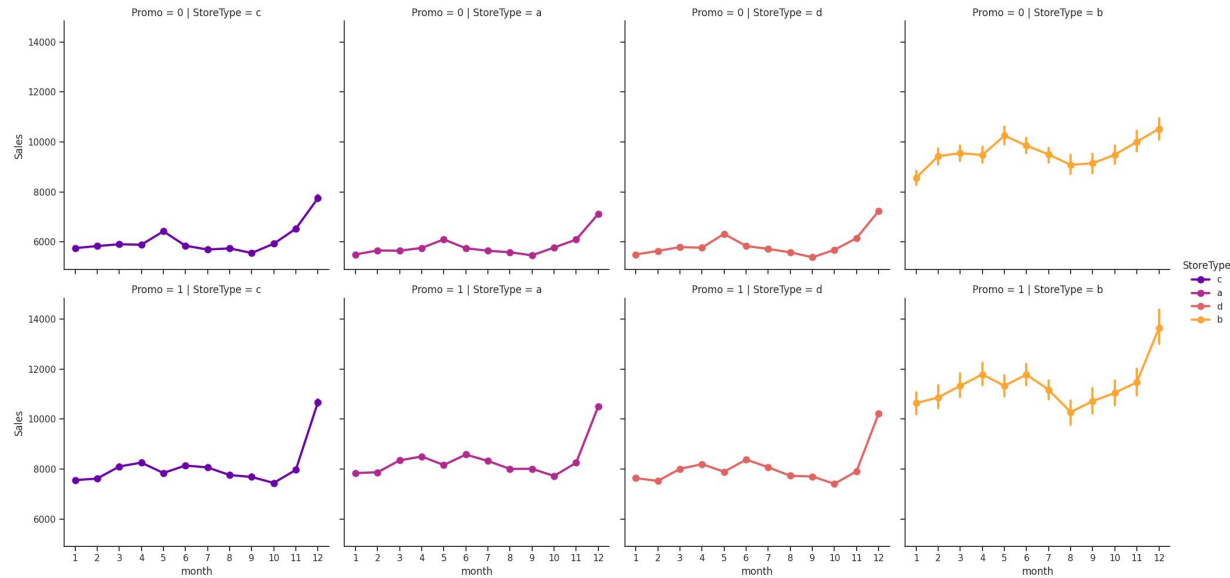 Promo = 0 | StoreType = c
Promo = 0 | StoreType = a
Promo = 0 | StoreType = d
Promo = 0 | StoreType = b
14000
12000
10000
8000
6000
Sales
Promo = 1 | StoreType = c
Promo = 1 | StoreType = a
Promo = 1 | StoreType = d
Promo = 1 | StoreType = b
StoreType
c
a
d
b
14000
12000
10000
8000
6000
Sales
1 2 3 4 5 6 7 8 9 10 11 12
month
1 2 3 4 5 6 7 8 9 10 11 12
month
1 2 3 4 5 6 7 8 9 10 11 12
month
1 2 3 4 5 6 7 8 9 10 11 12
month